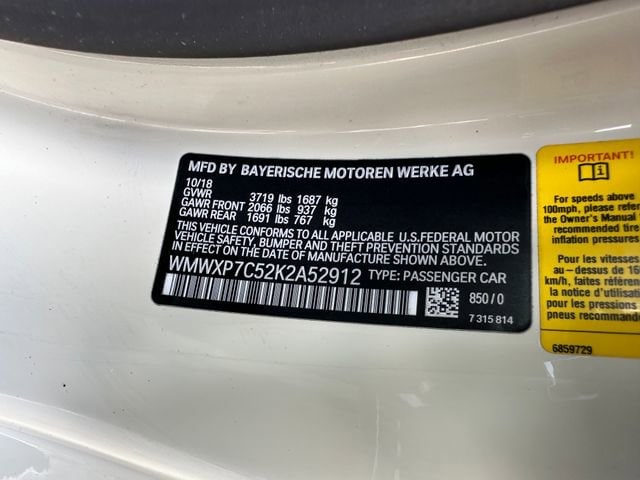 MFD BY BAYERISCHE MOTOREN WERKE AG
10/18
GVWR 3719 lbs 1687 kg
GAWR FRONT 2066 lbs 937 kg
GAWR REAR 1691 lbs 767 kg
THIS VEHICLE CONFORMS TO ALL APPLICABLE U.S.FEDERAL MOTOR
VEHICLE SAFETY, BUMPER AND THEFT PREVENTION STANDARDS
IN EFFECT ON THE DATE OF MANUFACTURE SHOWN ABOVE.
WMWXP7C52K2A52912 TYPE: PASSENGER CAR
850/0
7 315 814
IMPORTANT!
For speeds above
100mph, please refer
the Owner's Manual
recommended tire
inflation pressures
Pour les vitesses
au-dessus de 16
km/h, faites référen
la notice d'utilisati
pour les pressions
pneus recommand
6859729